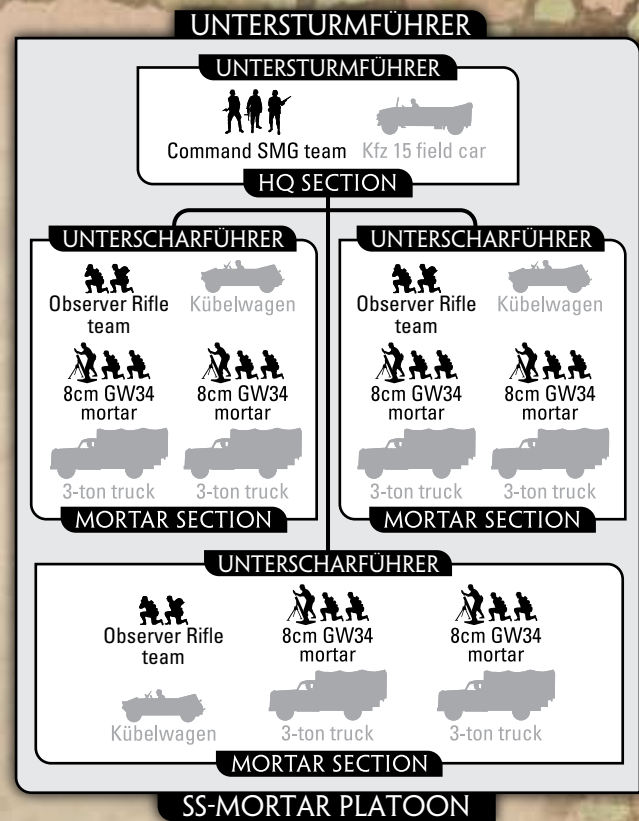 UNTERSTURMFÜHRER
UNTERSTURMFÜHRER
Command SMG team
Kfz 15 field car
HQ SECTION
UNTERSCHARFÜHRER
Observer Rifle
team
Kübelwagen
8cm GW34
mortar
8cm GW34
mortar
3-ton truck
3-ton truck
MORTAR SECTION
UNTERSCHARFÜHRER
Observer Rifle
team
Kübelwagen
8cm GW34
mortar
8cm GW34
mortar
3-ton truck
3-ton truck
MORTAR SECTION
UNTERSCHARFÜHRER
Observer Rifle
team
8cm GW34
mortar
8cm GW34
mortar
Kübelwagen
3-ton truck
3-ton truck
MORTAR SECTION
SS-MORTAR PLATOON